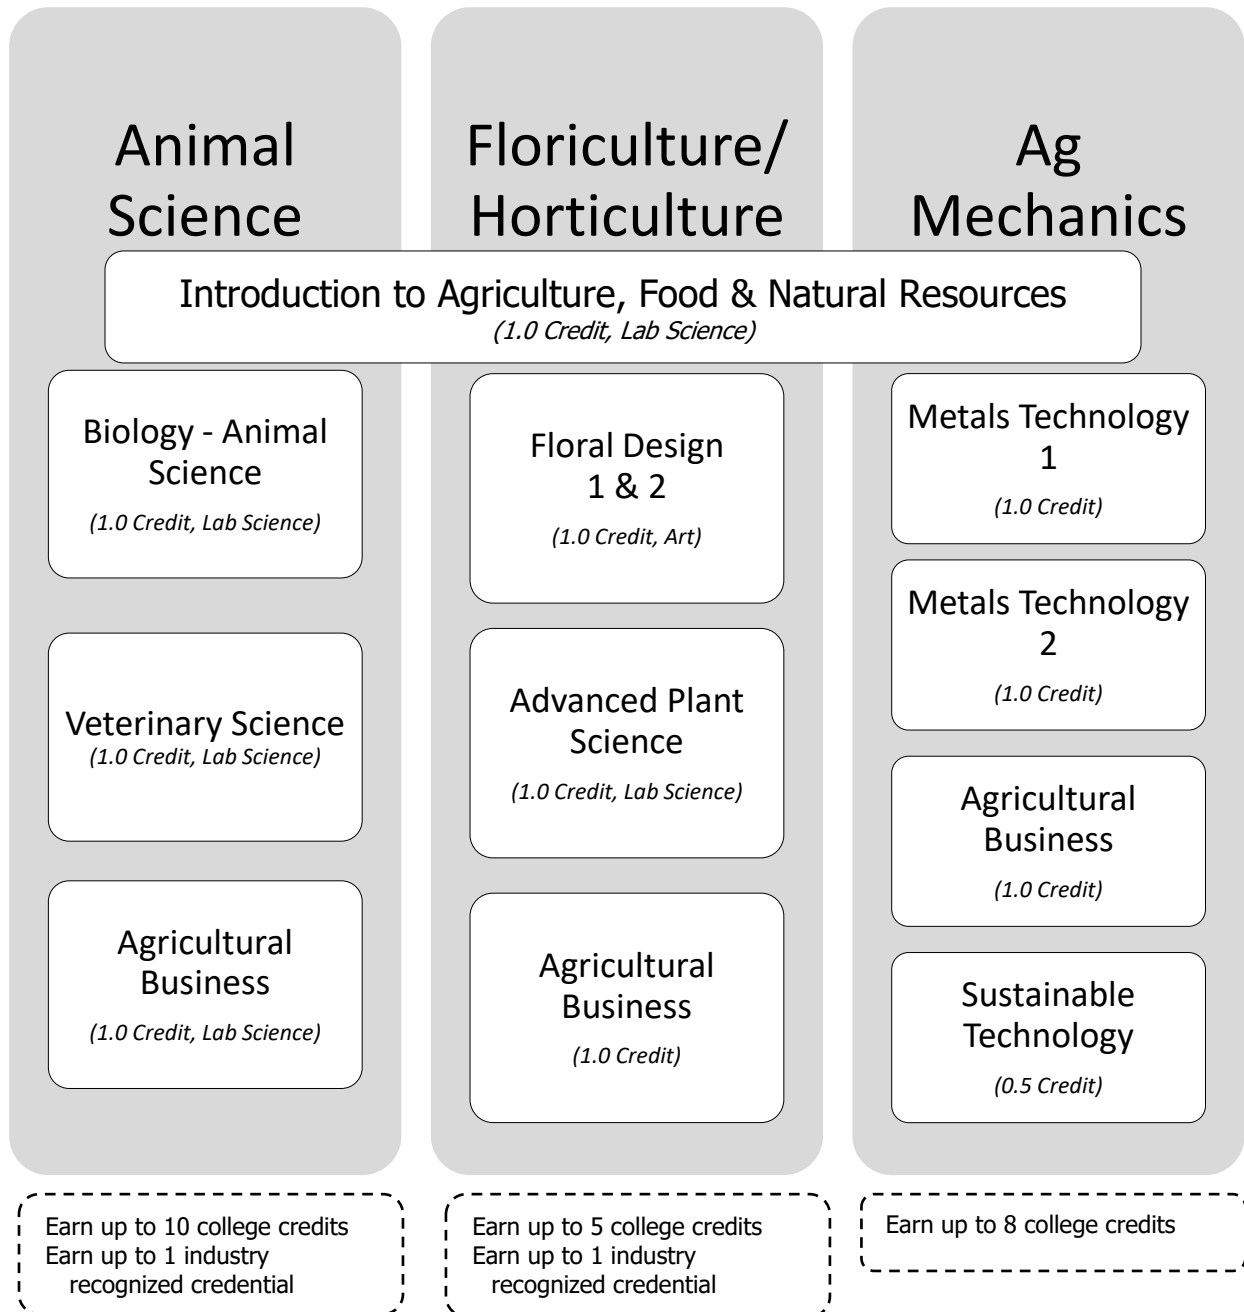 Animal
Science
Floriculture/
Horticulture
Ag
Mechanics
Introduction to Agriculture, Food & Natural Resources
(1.0 Credit, Lab Science)
Biology - Animal
Science
(1.0 Credit, Lab Science)
Veterinary Science
(1.0 Credit, Lab Science)
Agricultural
Business
(1.0 Credit, Lab Science)
Floral Design
1 & 2
(1.0 Credit, Art)
Advanced Plant
Science
(1.0 Credit, Lab Science)
Agricultural
Business
(1.0 Credit)
Metals Technology
1
(1.0 Credit)
Metals Technology
2
(1.0 Credit)
Agricultural
Business
(1.0 Credit)
Sustainable
Technology
(0.5 Credit)
Earn up to 10 college credits
Earn up to 1 industry
recognized credential
Earn up to 5 college credits
Earn up to 1 industry
recognized credential
Earn up to 8 college credits